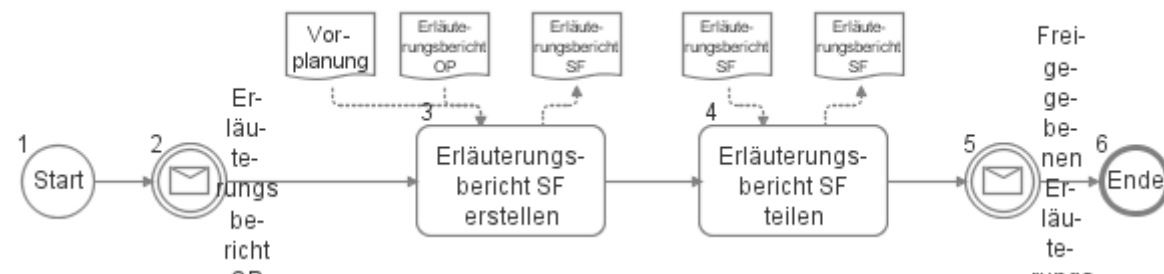 Vor-
planung
Erläute-
rungsbericht
OP
Erläute-
rungsbericht
SF
Erläute-
rungsbericht
SF
Erläute-
rungsbericht
SF
1
Start
2
Er-
läu-
te-
rungs
be-
richt
3
Erläuterungs-
bericht SF
erstellen
4
Erläuterungs-
bericht SF
teilen
5
Frei-
ge-
ge-
be-
nen
Er-
läu-
te-
6
Ende